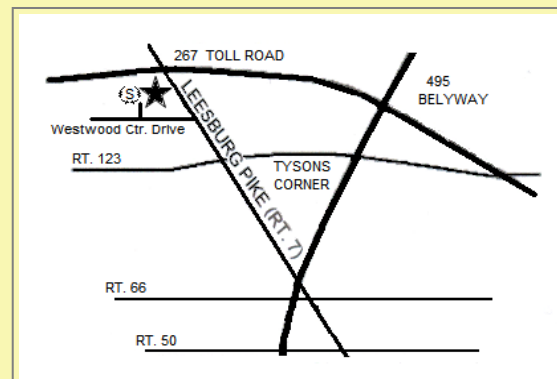 267 TOLL ROAD
495
BELYWAY
S
Westwood Ctr. Drive
LEESBURG PIKE (RT. 7)
RT. 123
TYSONS
CORNER
RT. 66
RT. 50